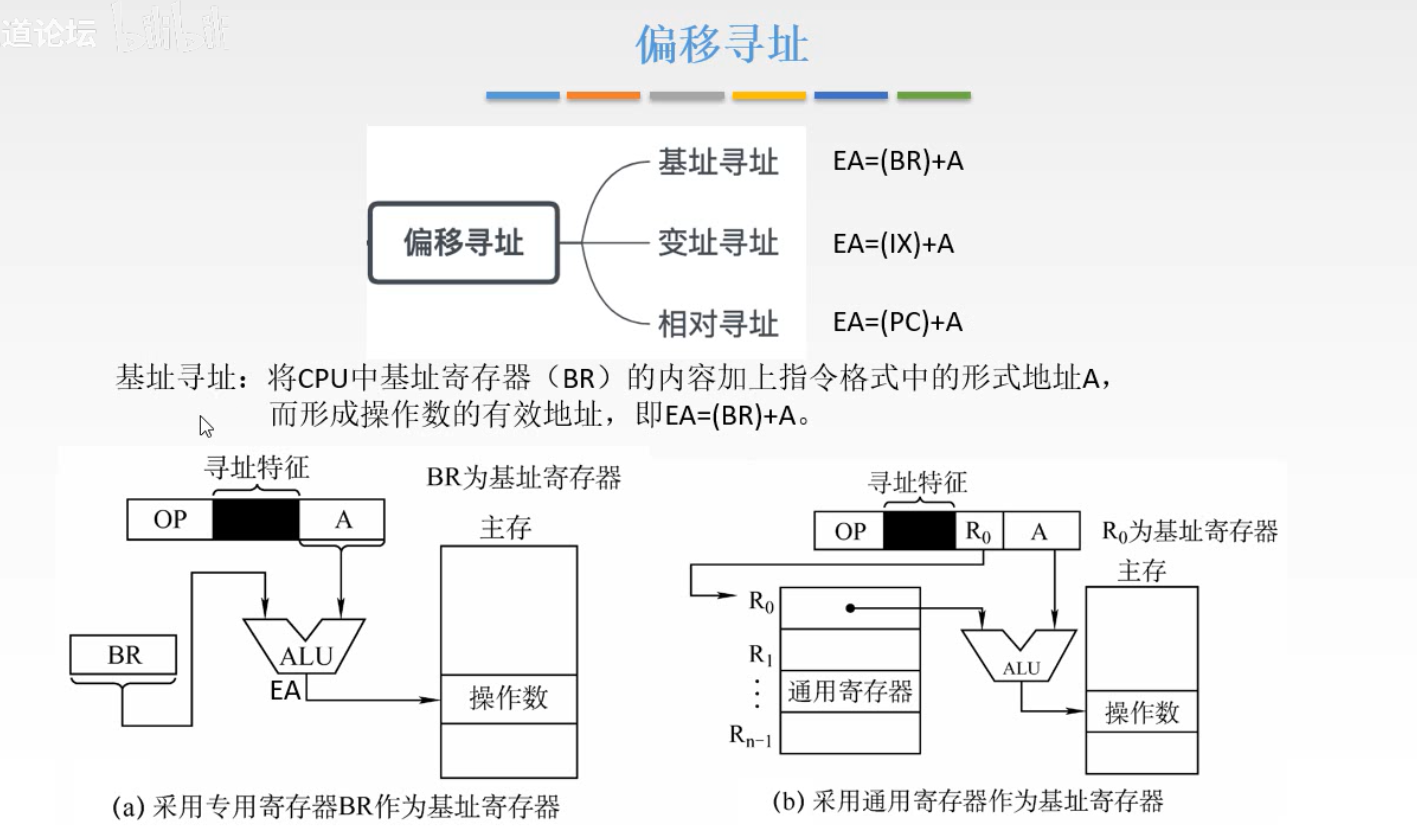 道论坛 bilibili
偏移寻址
偏移寻址
基址寻址 EA=(BR)+A
变址寻址 EA=(IX)+A
相对寻址 EA=(PC)+A
基址寻址：将CPU中基址寄存器（BR）的内容加上指令格式中的形式地址A，
而形成操作数的有效地址，即EA=(BR)+A。
寻址特征
BR为基址寄存器
OP A
主存
BR
ALU
EA
操作数
(a) 采用专用寄存器BR作为基址寄存器
寻址特征
OP R₀ A
R₀为基址寄存器
主存
R₀
R₁
⋮
通用寄存器
Rₙ₋₁
ALU
操作数
(b) 采用通用寄存器作为基址寄存器